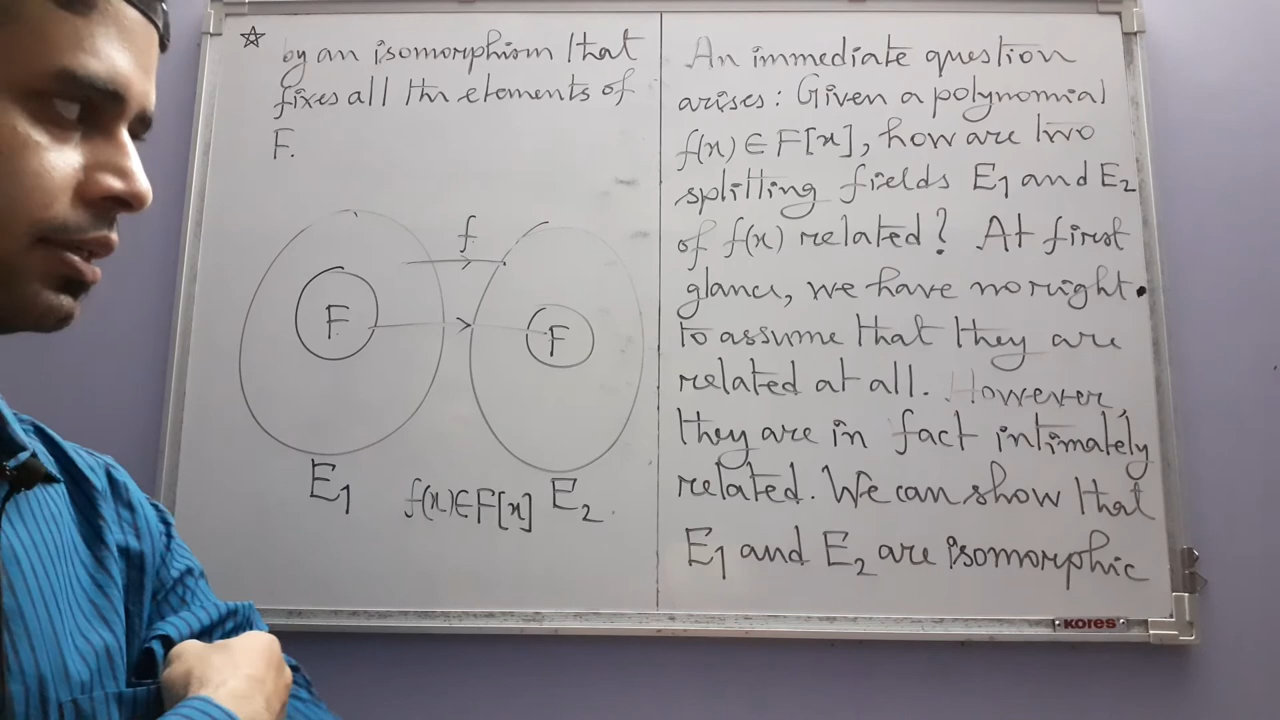 An immediate question
arises: Given a polynomial
f(x) ∈ F[x], how are two
splitting fields E₁ and E₂
of f(x) related? At first
glance, we have no right
to assume that they are
related at all. However,
they are in fact intimately
related. We can show that
E₁ and E₂ are isomorphic
☆ by an isomorphism that
fixes all the elements of
F.
f
F F
E₁ f(x)∈F[x] E₂
KORES